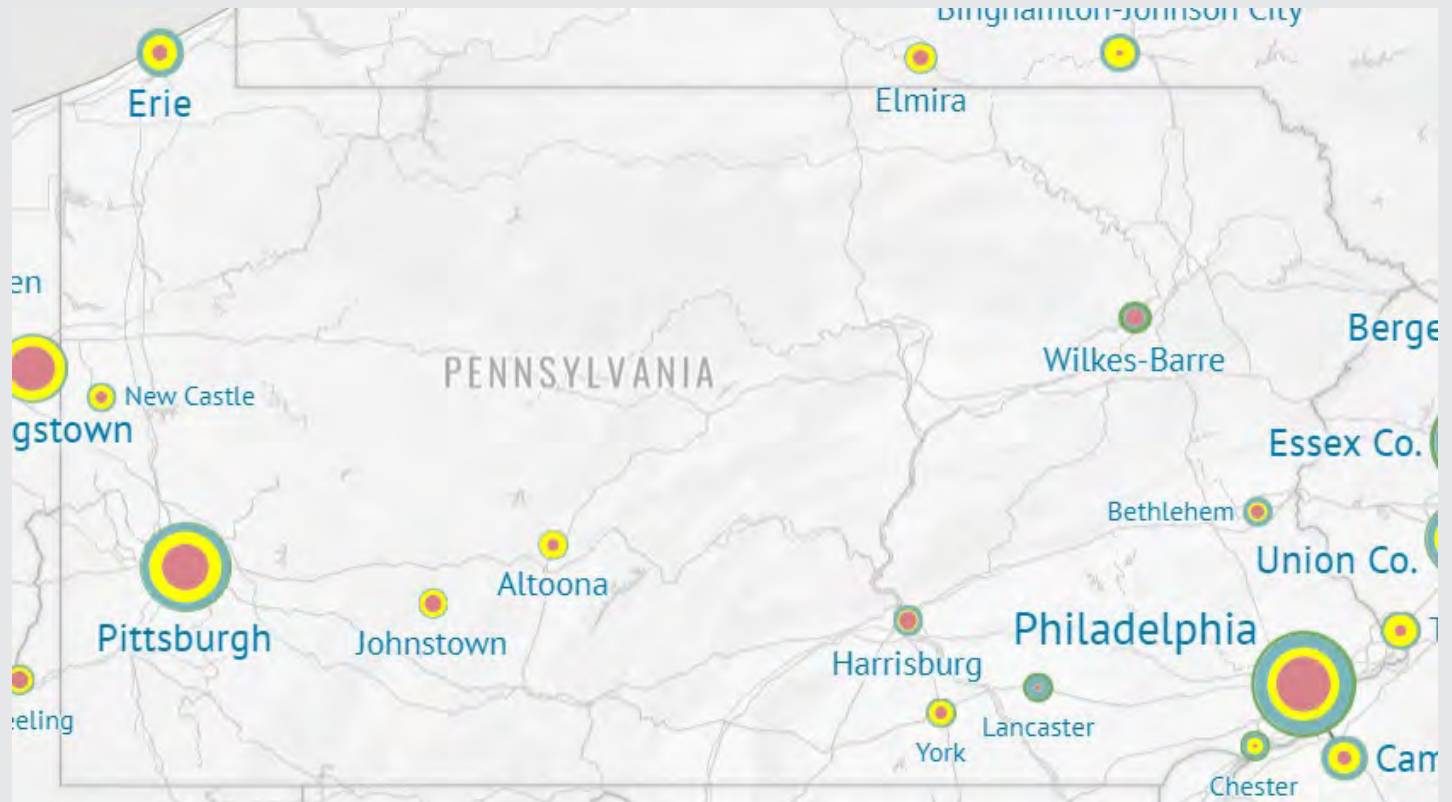 Binghamton-Johnson City
Erie
Elmira
en
Berge
Wilkes-Barre
PENNSYLVANIA
New Castle
gstown
Essex Co.
Bethlehem
Union Co.
Altoona
Pittsburgh
Johnstown
Philadelphia
T
Harrisburg
eeling
Lancaster
York
Cam
Chester